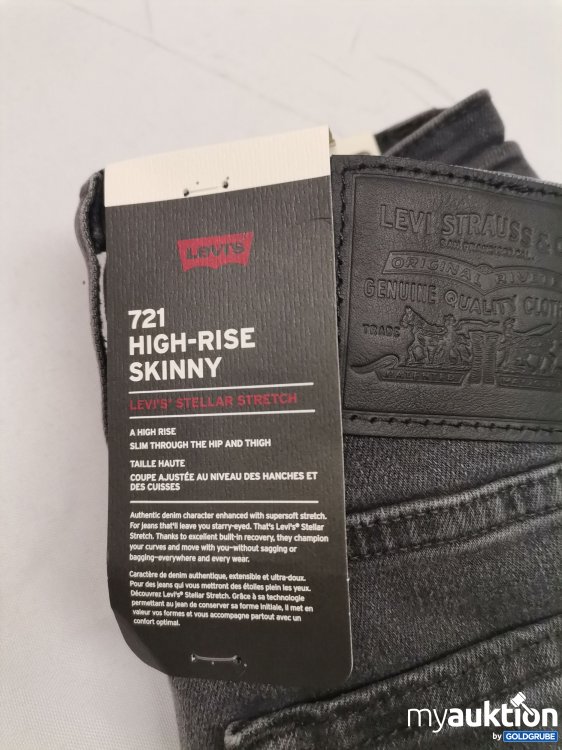 LEVI'S
721
HIGH-RISE
SKINNY
LEVI'S® STELLAR STRETCH
A HIGH RISE
SLIM THROUGH THE HIP AND THIGH
TAILLE HAUTE
COUPE AJUSTÉE AU NIVEAU DES HANCHES ET
DES CUISSES
Authentic denim character enhanced with supersoft stretch.
For jeans that'll leave you starry-eyed. That's Levi's® Stellar
Stretch. Thanks to excellent built-in recovery, they champion
your curves and move with you–without sagging or
bagging–everywhere and every wear.
Caractère de denim authentique, extensible et ultra-doux.
Pour des jeans qui vous mettront des étoiles plein les yeux.
Découvrez Levi's® Stellar Stretch. Grâce à sa technologie
permettant au jean de conserver sa forme initiale, il met en
valeur vos formes et vous accompagne partout avec un
confort optimal.
LEVI STRAUSS & C
SAN FRANCISCO, CAL.
ORIGINAL RIVET
GENUINE QUALITY CLOTH
TRADE
myauktion
by GOLDGRUBE